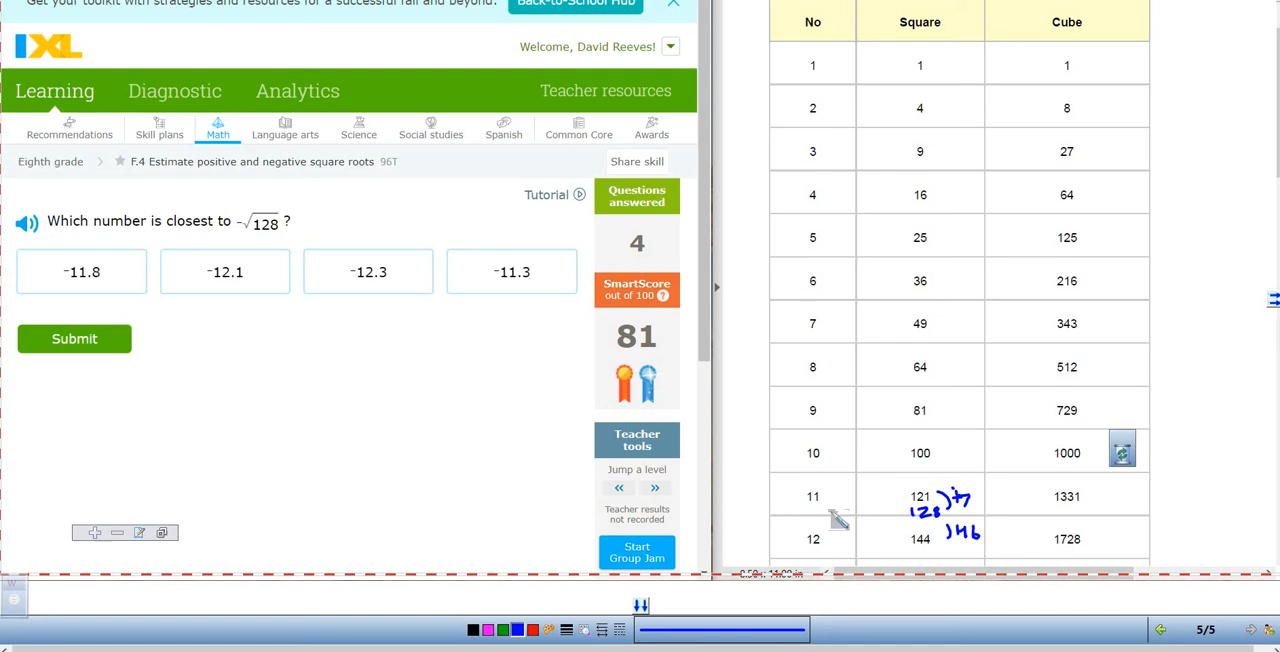 Get your toolkit with strategies and resources for a successful fall and beyond.
Back-to-School Hub
IXL
Welcome, David Reeves!
Learning Diagnostic Analytics Teacher resources
Recommendations Skill plans Math Language arts Science Social studies Spanish Common Core Awards
Eighth grade F.4 Estimate positive and negative square roots 96T Share skill
Tutorial
Which number is closest to -√128 ?
-11.8 -12.1 -12.3 -11.3
Submit
Questions answered
4
SmartScore
out of 100 ?
81
Teacher tools
Jump a level
<< >>
Teacher results not recorded
Start Group Jam
No Square Cube
1 1 1
2 4 8
3 9 27
4 16 64
5 25 125
6 36 216
7 49 343
8 64 512
9 81 729
10 100 1000
11 121 1331
128
12 144 1728
8.50 x 11.00 in
5/5